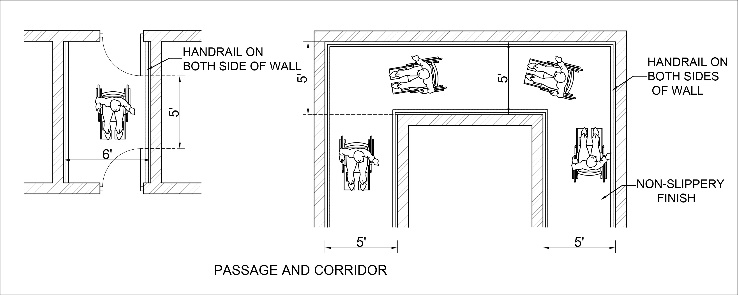 HANDRAIL ON
BOTH SIDE OF WALL
5'
6'
5'
5'
HANDRAIL ON
BOTH SIDES
OF WALL
NON-SLIPPERY
FINISH
5'
5'
PASSAGE AND CORRIDOR